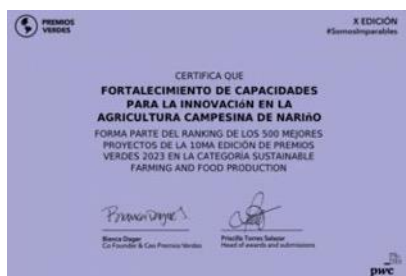 PREMIOS
VERDES
X EDICIÓN
#SomosImparables
CERTIFICA QUE
FORTALECIMIENTO DE CAPACIDADES
PARA LA INNOVACIóN EN LA
AGRICULTURA CAMPESINA DE NARIñO
FORMA PARTE DEL RANKING DE LOS 500 MEJORES
PROYECTOS DE LA 10MA EDICIÓN DE PREMIOS
VERDES 2023 EN LA CATEGORÍA SUSTAINABLE
FARMING AND FOOD PRODUCTION
Bianca Dager
Co Founder & Ceo Premios Verdes
Priscilla Torres Salazar
Head of awards and submissions
pwc